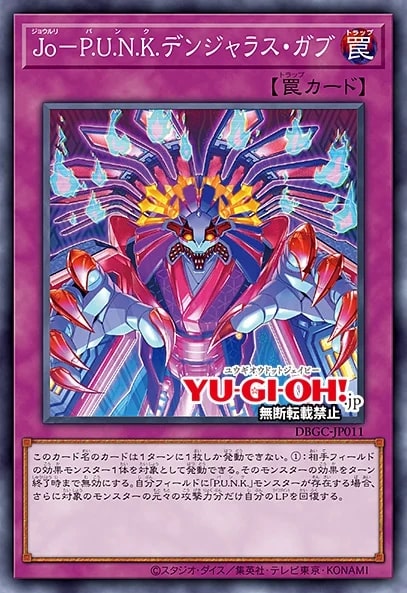 ジョウルリ パンク
Jo－P.U.N.K.デンジャラス・ガブ
トラップ
罠
トラップ
【罠カード】
ユウギオウドットジェイピー
YU-GI-OH!.jp
無断転載禁止
DBGC-JP011
このカード名のカードは1ターンに1枚しか発動できない。①：相手フィールド
の効果モンスター1体を対象として発動できる。そのモンスターの効果をターン
終了時まで無効にする。自分フィールドに「P.U.N.K.」モンスターが存在する場合、
さらに対象のモンスターの元々の攻撃力分だけ自分のLPを回復する。
©スタジオ・ダイス／集英社・テレビ東京・KONAMI